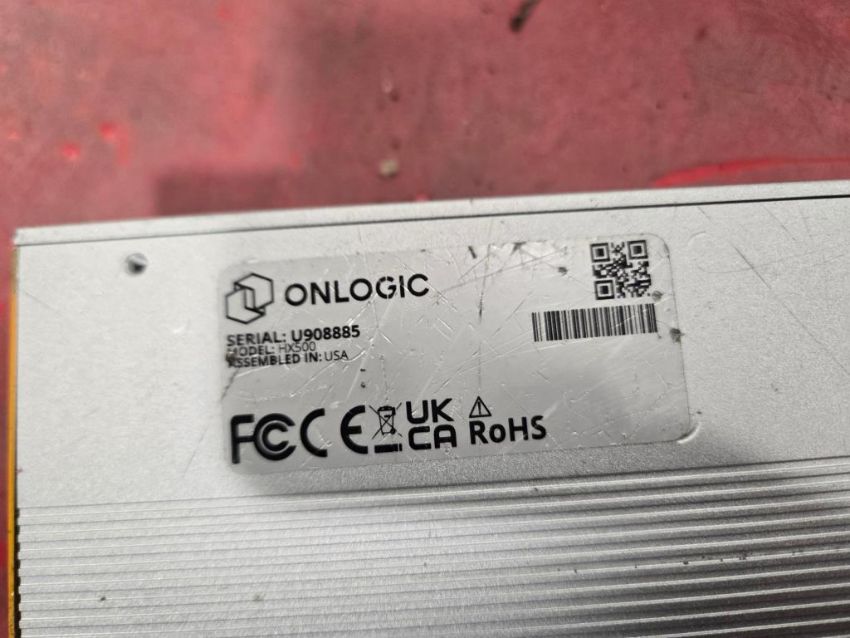 ONLOGIC
SERIAL: U908885
MODEL: HX500
ASSEMBLED IN: USA
FC CE UK
CA RoHS